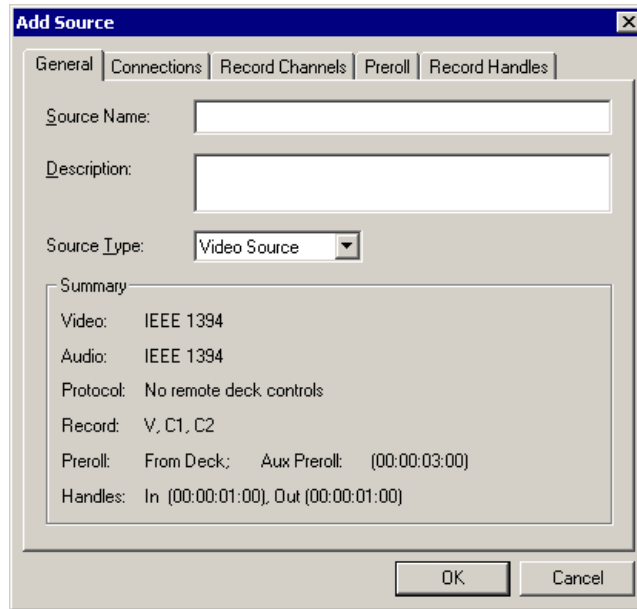 Add Source
General Connections Record Channels Preroll Record Handles
Source Name:
Description:
Source Type: Video Source
Summary
Video: IEEE 1394
Audio: IEEE 1394
Protocol: No remote deck controls
Record: V, C1, C2
Preroll: From Deck; Aux Preroll: (00:00:03:00)
Handles: In (00:00:01:00), Out (00:00:01:00)
OK Cancel